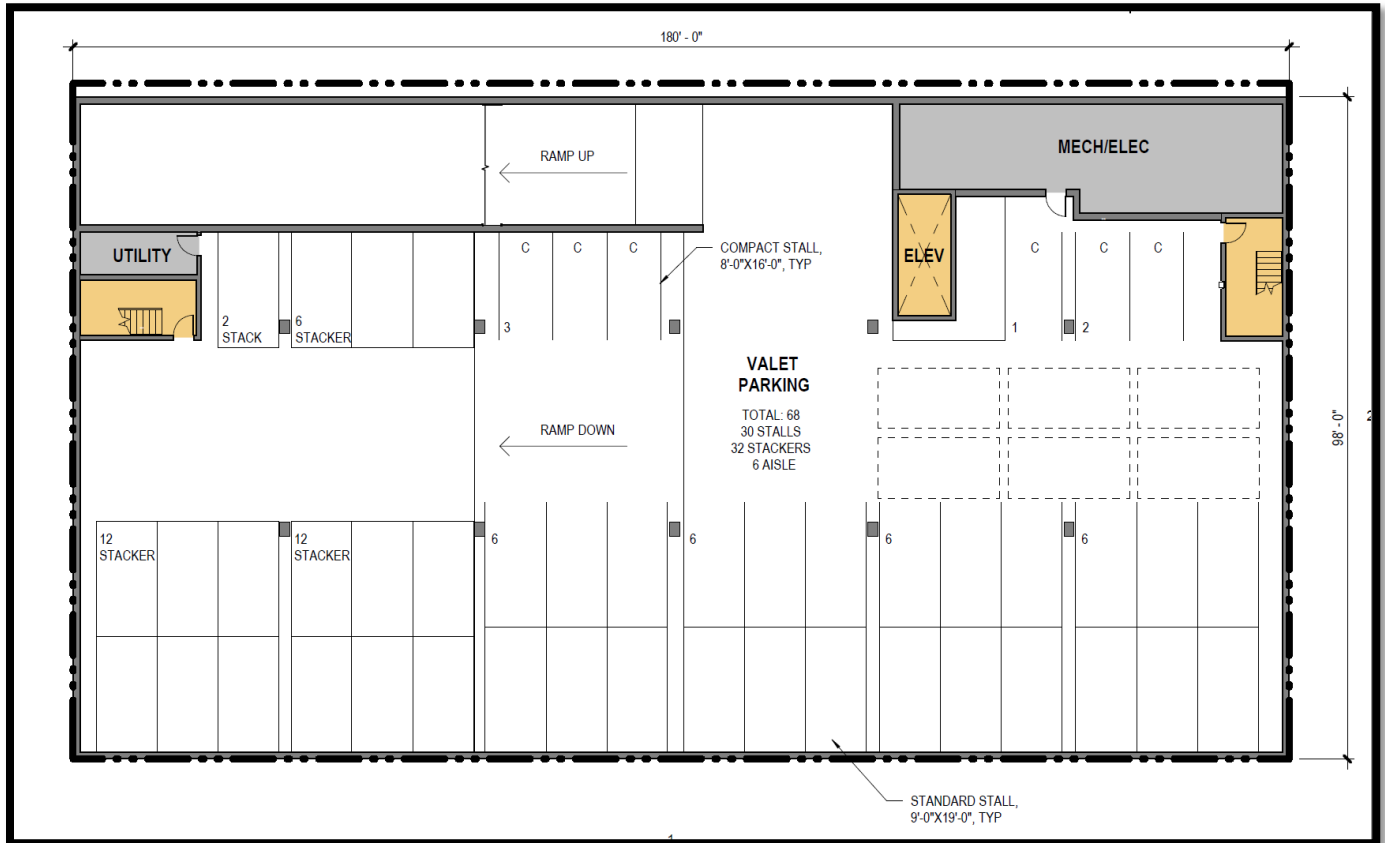 180' - 0"
MECH/ELEC
RAMP UP
UTILITY
C
C
C
COMPACT STALL,
8'-0"X16'-0", TYP
ELEV
C
C
C
2
STACK
6
STACKER
3
1
2
VALET
PARKING
TOTAL: 68
30 STALLS
32 STACKERS
6 AISLE
RAMP DOWN
98' - 0"
12
STACKER
12
STACKER
6
6
6
6
STANDARD STALL,
9'-0"X19'-0", TYP